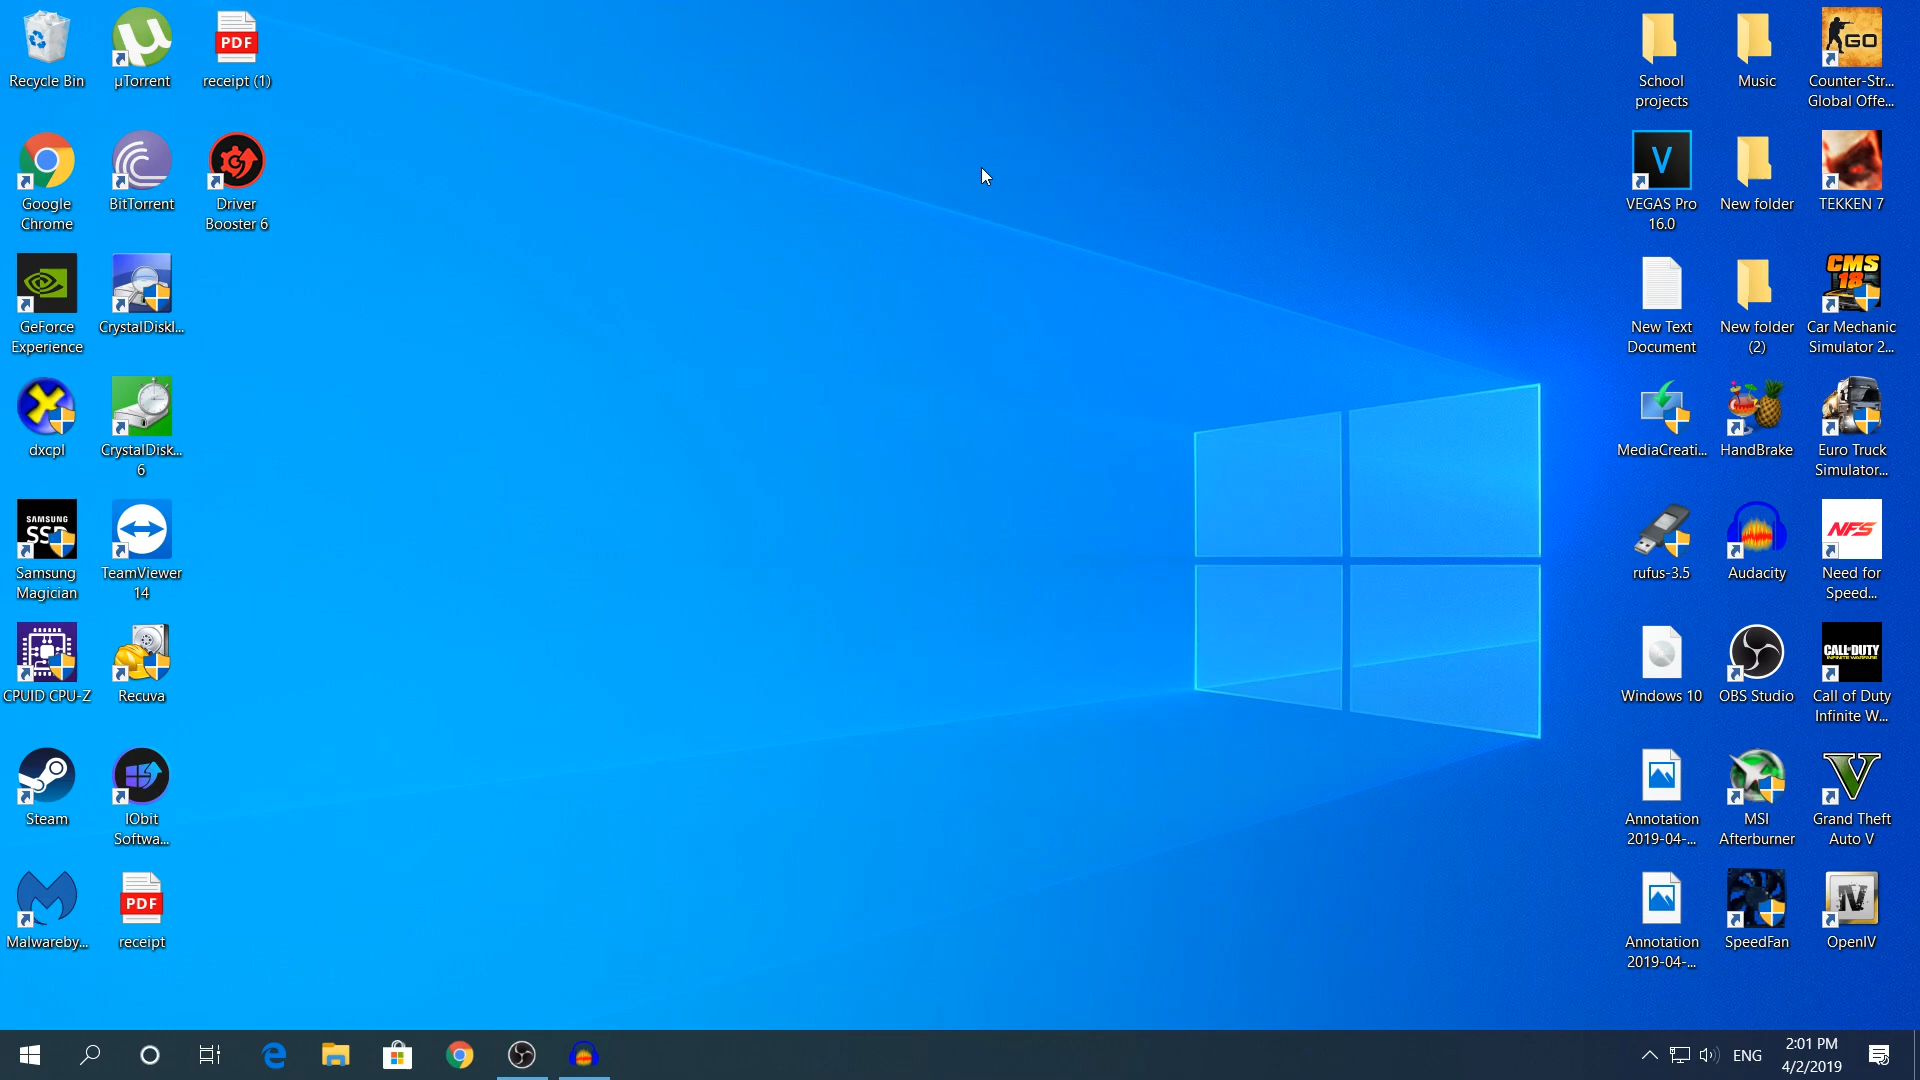 Recycle Bin
µTorrent
PDF
receipt (1)
Google
Chrome
BitTorrent
Driver
Booster 6
GeForce
Experience
CrystalDiskI...
dxcpl
CrystalDisk...
6
SAMSUNG
SSD
Samsung
Magician
TeamViewer
14
CPUID CPU-Z
Recuva
Steam
IObit
Softwa...
Malwareby...
PDF
receipt
School
projects
Music
GO
Counter-Str...
Global Offe...
V
VEGAS Pro
16.0
New folder
TEKKEN 7
New Text
Document
New folder
(2)
CMS
18
Car Mechanic
Simulator 2...
MediaCreati...
HandBrake
Euro Truck
Simulator...
rufus-3.5
Audacity
NFS
Need for
Speed...
Windows 10
OBS Studio
CALL OF DUTY
INFINITE WARFARE
Call of Duty
Infinite W...
Annotation
2019-04-...
MSI
Afterburner
V
Grand Theft
Auto V
Annotation
2019-04-...
SpeedFan
IV
OpenIV
ENG
2:01 PM
4/2/2019